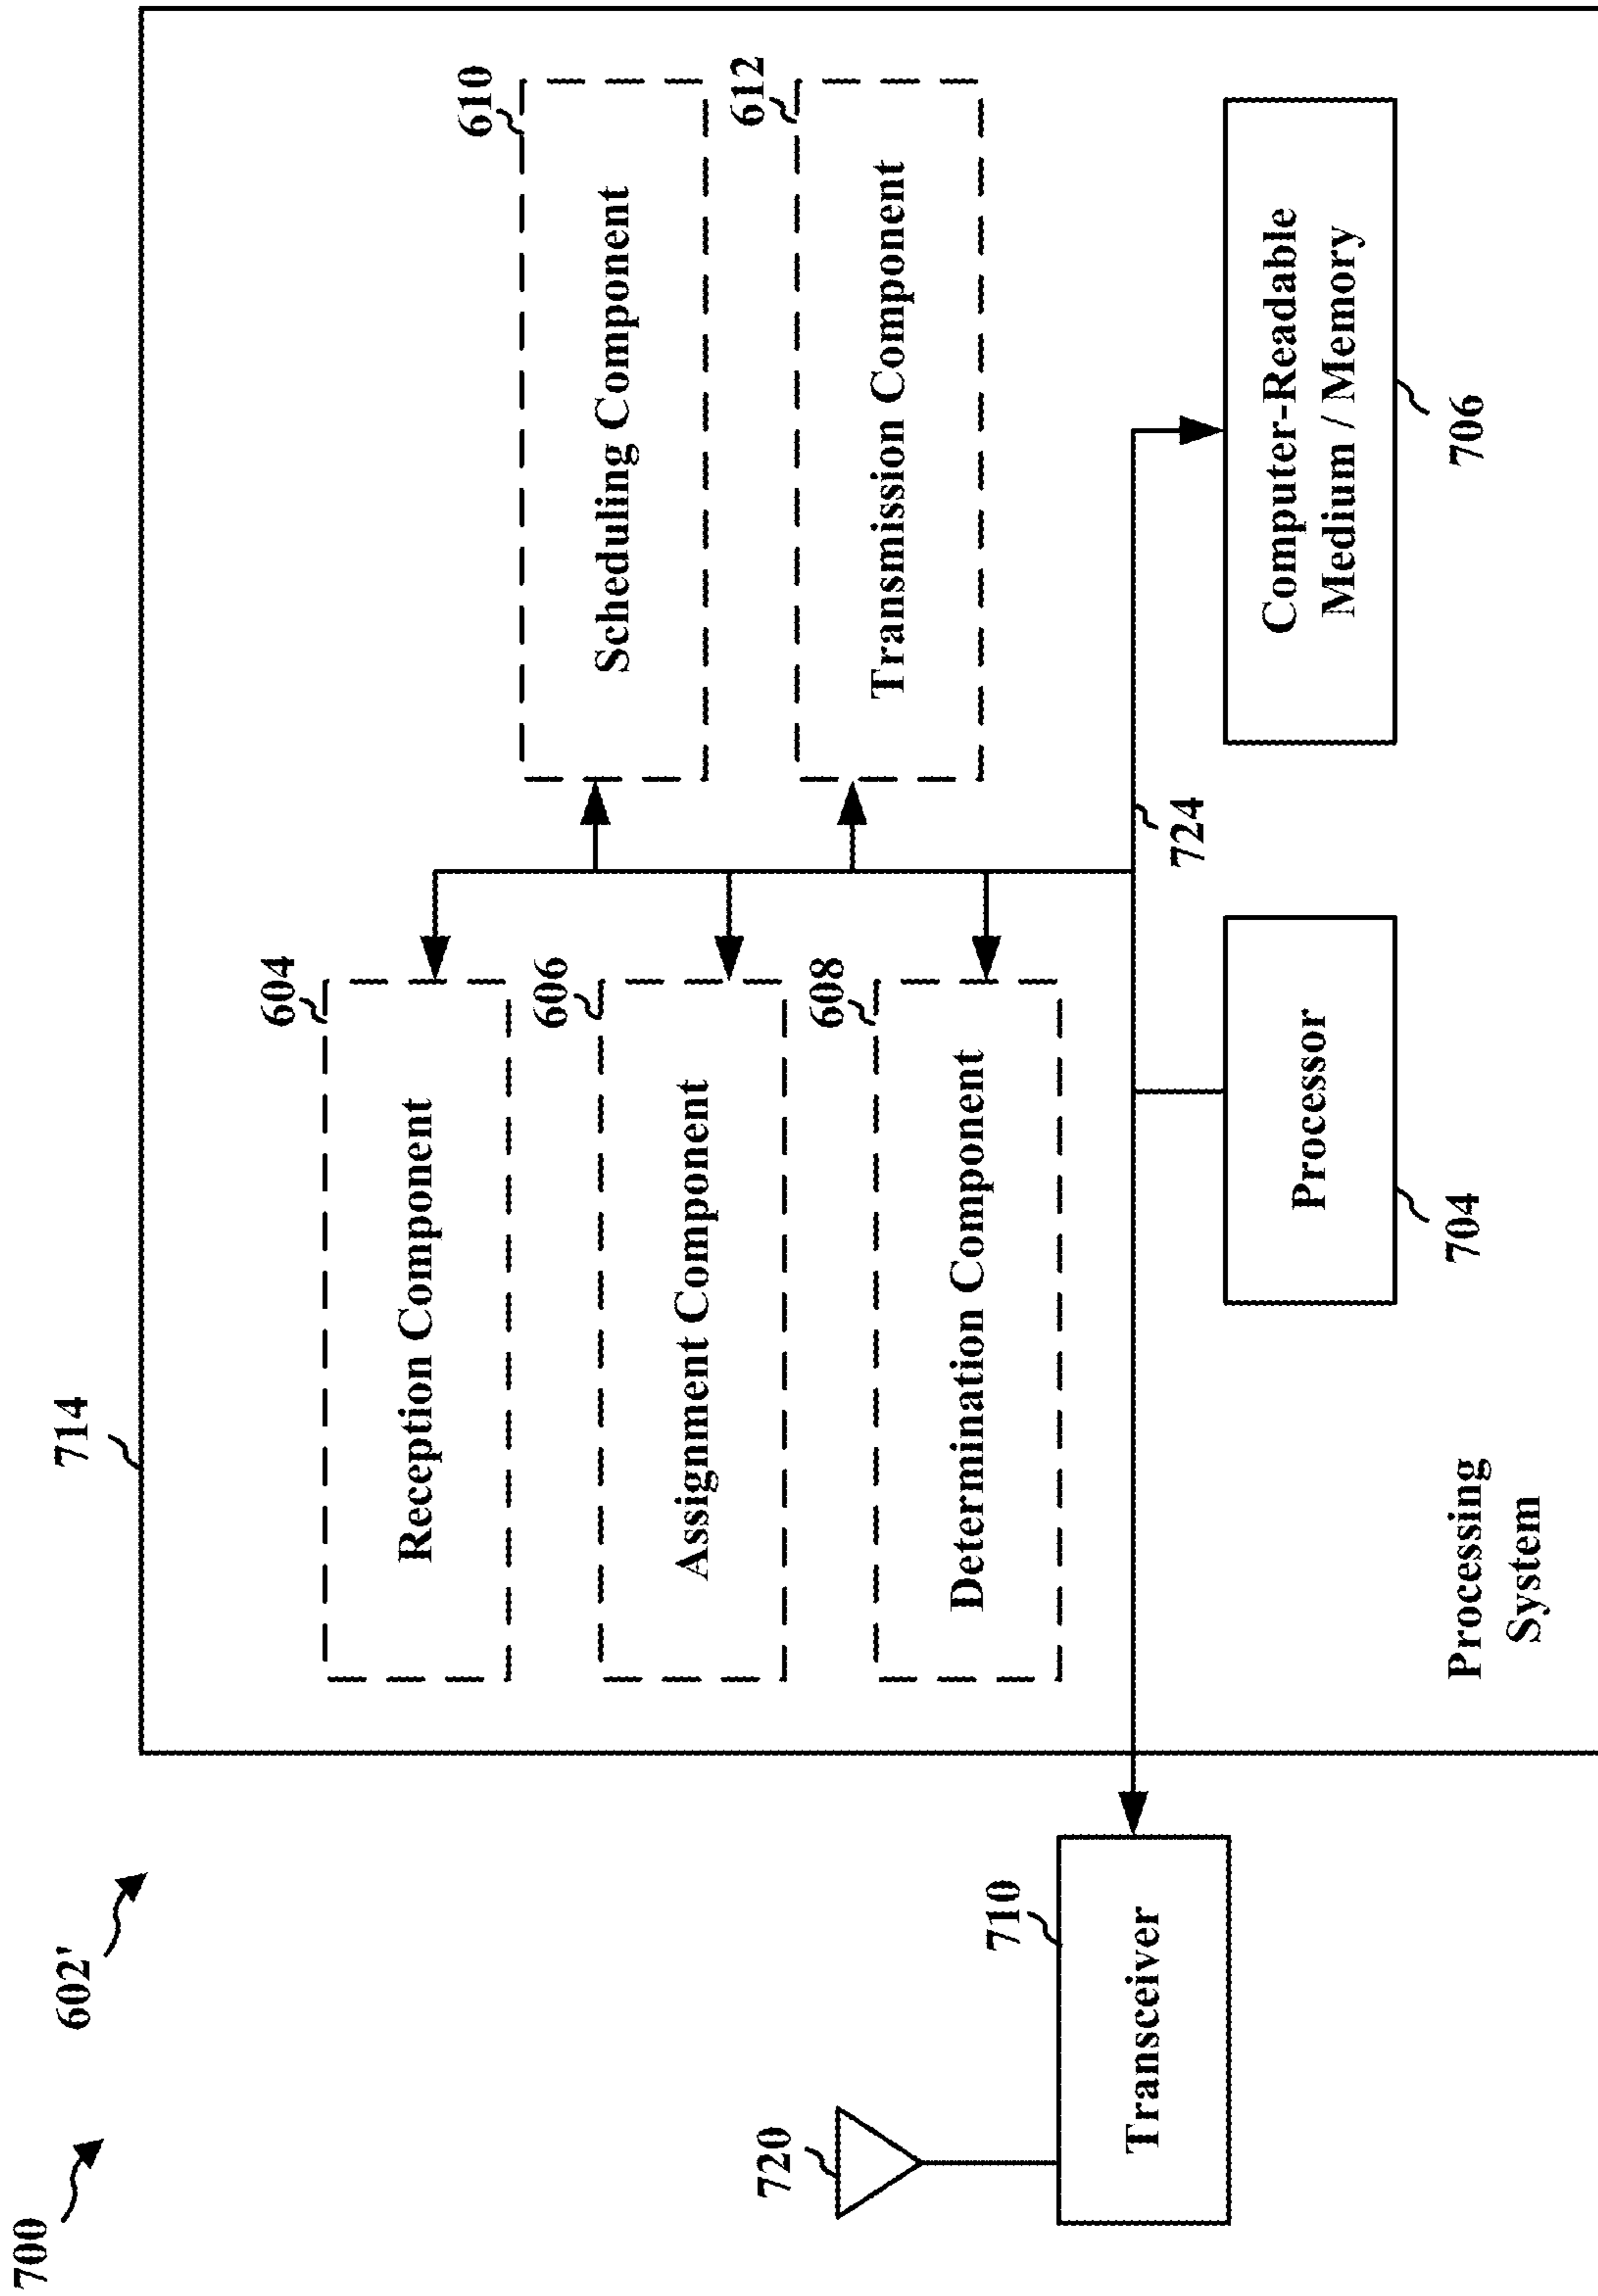 700
602'
714
604
Reception Component
606
Assignment Component
608
Determination Component
610
Scheduling Component
612
Transmission Component
720
710
Transceiver
724
Processor
704
Computer-Readable
Medium / Memory
706
Processing
System